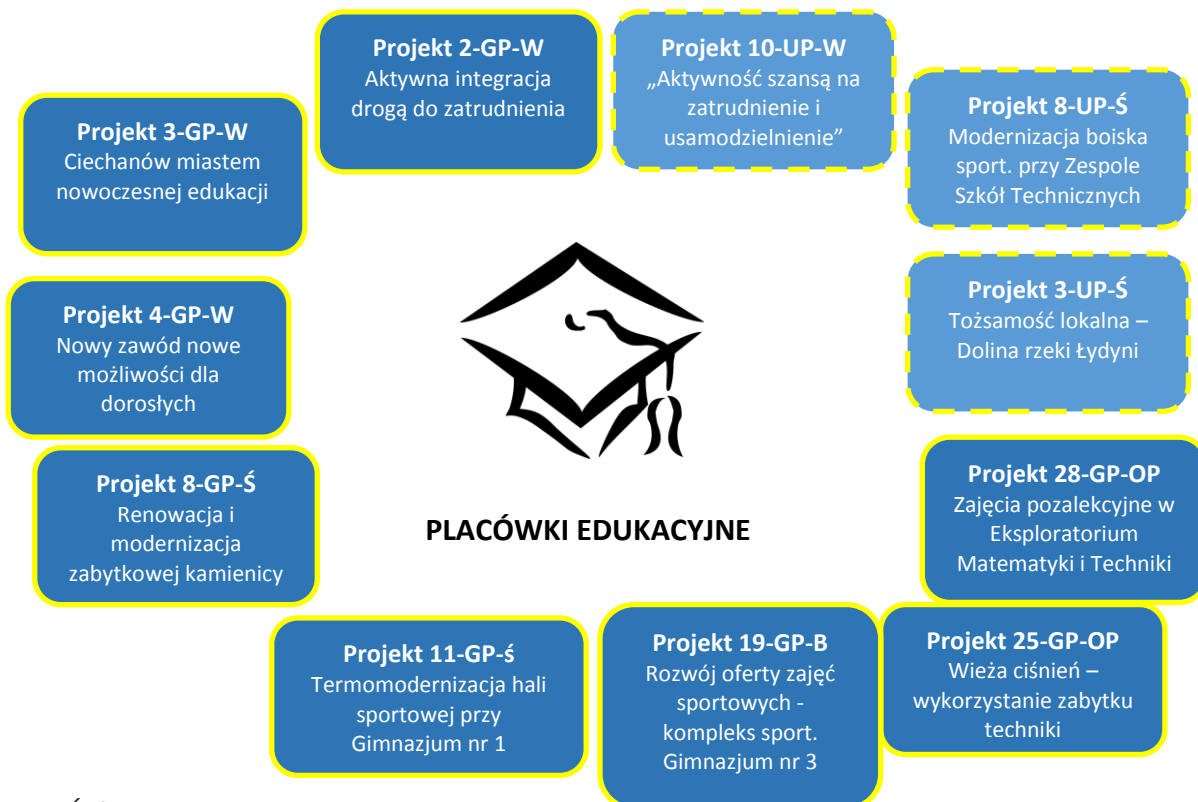 Projekt 2-GP-W
Aktywna integracja
drogą do zatrudnienia
Projekt 10-UP-W
„Aktywność szansą na
zatrudnienie i
usamodzielnienie”
Projekt 8-UP-Ś
Modernizacja boiska
sport. przy Zespole
Szkół Technicznych
Projekt 3-GP-W
Ciechanów miastem
nowoczesnej edukacji
Projekt 3-UP-Ś
Tożsamość lokalna –
Dolina rzeki Łydyni
Projekt 4-GP-W
Nowy zawód nowe
możliwości dla
dorosłych
Projekt 28-GP-OP
Zajęcia pozalekcyjne w
Eksploratorium
Matematyki i Techniki
Projekt 8-GP-Ś
Renowacja i
modernizacja
zabytkowej kamienicy
PLACÓWKI EDUKACYJNE
Projekt 11-GP-ś
Termomodernizacja hali
sportowej przy
Gimnazjum nr 1
Projekt 19-GP-B
Rozwój oferty zajęć
sportowych -
kompleks sport.
Gimnazjum nr 3
Projekt 25-GP-OP
Wieża ciśnień –
wykorzystanie zabytku
techniki